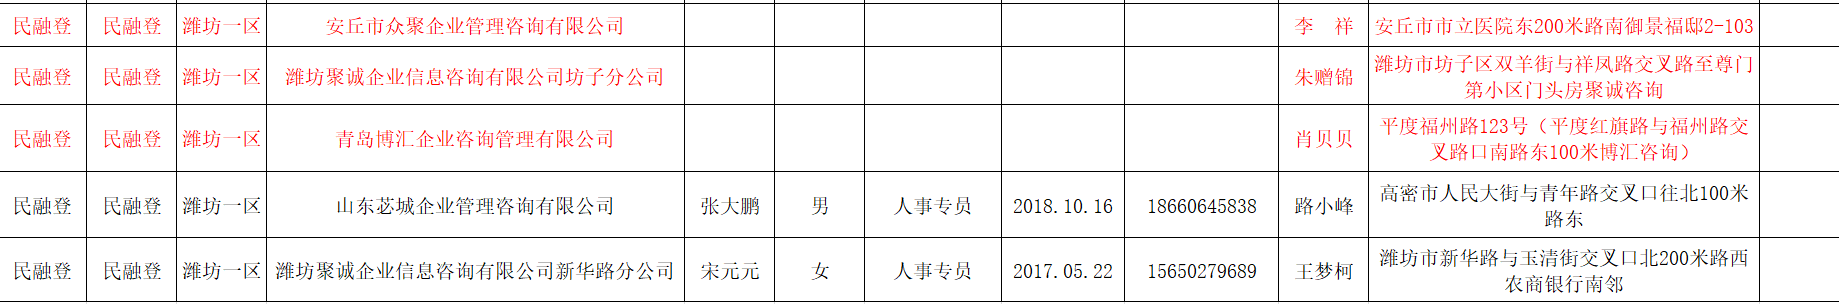 民融登 民融登 潍坊一区 安丘市众聚企业管理咨询有限公司 李 祥 安丘市市立医院东200米路南御景福邸2-103
民融登 民融登 潍坊一区 潍坊聚诚企业信息咨询有限公司坊子分公司 朱赠锦 潍坊市坊子区双羊街与祥凤路交叉路至尊门
第小区门头房聚诚咨询
民融登 民融登 潍坊一区 青岛博汇企业咨询管理有限公司 肖贝贝 平度福州路123号（平度红旗路与福州路交
叉路口南路东100米博汇咨询）
民融登 民融登 潍坊一区 山东苾城企业管理咨询有限公司 张大鹏 男 人事专员 2018.10.16 18660645838 路小峰 高密市人民大街与青年路交叉口往北100米
路东
民融登 民融登 潍坊一区 潍坊聚诚企业信息咨询有限公司新华路分公司 宋元元 女 人事专员 2017.05.22 15650279689 王梦柯 潍坊市新华路与玉清街交叉口北200米路西
农商银行南邻